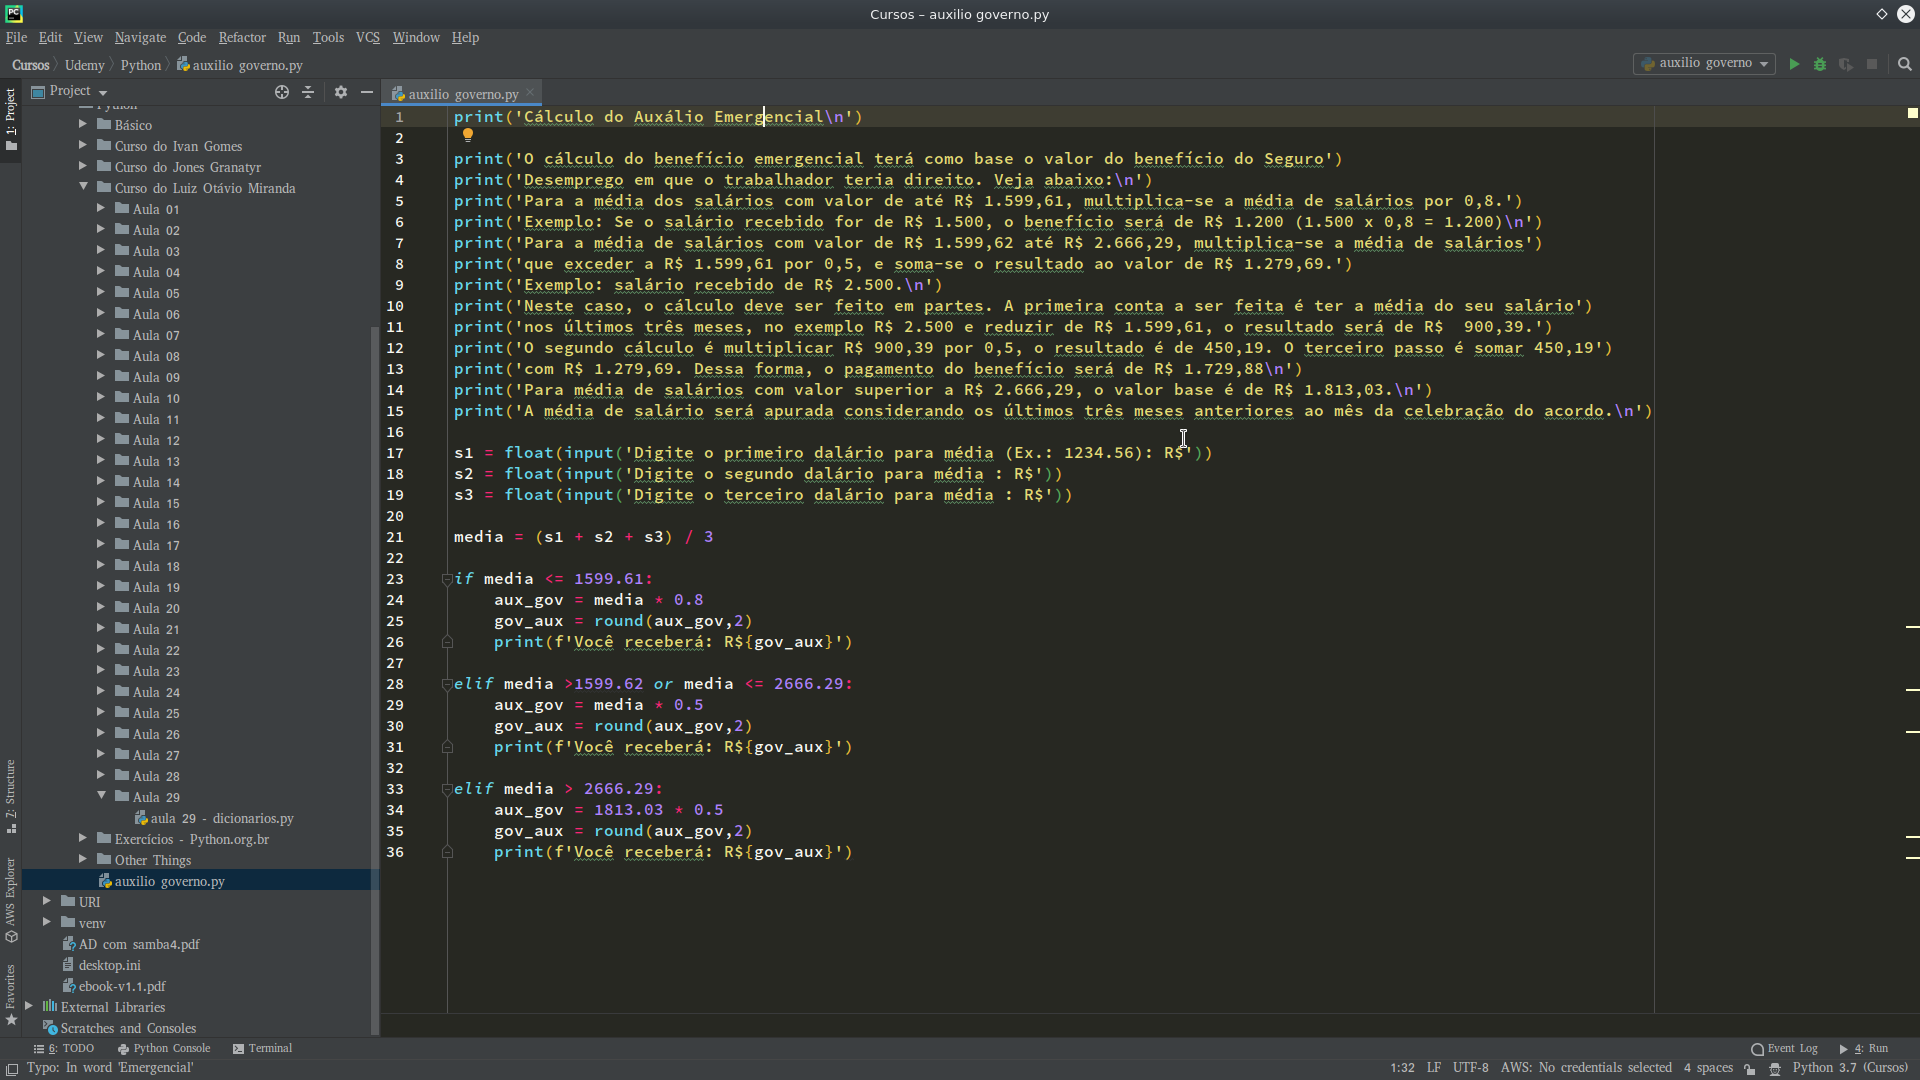 PC
Cursos – auxilio governo.py
File Edit View Navigate Code Refactor Run Tools VCS Window Help
Cursos Udemy Python auxilio governo.py
auxilio governo
1: Project
Project
auxilio governo.py
Python
Básico
Curso do Ivan Gomes
Curso do Jones Granatyr
Curso do Luiz Otávio Miranda
Aula 01
Aula 02
Aula 03
Aula 04
Aula 05
Aula 06
Aula 07
Aula 08
Aula 09
Aula 10
Aula 11
Aula 12
Aula 13
Aula 14
Aula 15
Aula 16
Aula 17
Aula 18
Aula 19
Aula 20
Aula 21
Aula 22
Aula 23
Aula 24
Aula 25
Aula 26
Aula 27
Aula 28
Aula 29
aula 29 - dicionarios.py
Exercícios - Python.org.br
Other Things
auxilio governo.py
URI
venv
AD com samba4.pdf
desktop.ini
ebook-v1.1.pdf
External Libraries
Scratches and Consoles
7: Structure
AWS Explorer
Favorites
1 print('Cálculo do Auxálio Emergencial\n')
2
3 print('O cálculo do benefício emergencial terá como base o valor do benefício do Seguro')
4 print('Desemprego em que o trabalhador teria direito. Veja abaixo:\n')
5 print('Para a média dos salários com valor de até R$ 1.599,61, multiplica-se a média de salários por 0,8.')
6 print('Exemplo: Se o salário recebido for de R$ 1.500, o benefício será de R$ 1.200 (1.500 x 0,8 = 1.200)\n')
7 print('Para a média de salários com valor de R$ 1.599,62 até R$ 2.666,29, multiplica-se a média de salários')
8 print('que exceder a R$ 1.599,61 por 0,5, e soma-se o resultado ao valor de R$ 1.279,69.')
9 print('Exemplo: salário recebido de R$ 2.500.\n')
10 print('Neste caso, o cálculo deve ser feito em partes. A primeira conta a ser feita é ter a média do seu salário')
11 print('nos últimos três meses, no exemplo R$ 2.500 e reduzir de R$ 1.599,61, o resultado será de R$  900,39.')
12 print('O segundo cálculo é multiplicar R$ 900,39 por 0,5, o resultado é de 450,19. O terceiro passo é somar 450,19')
13 print('com R$ 1.279,69. Dessa forma, o pagamento do benefício será de R$ 1.729,88\n')
14 print('Para média de salários com valor superior a R$ 2.666,29, o valor base é de R$ 1.813,03.\n')
15 print('A média de salário será apurada considerando os últimos três meses anteriores ao mês da celebração do acordo.\n')
16
17 s1 = float(input('Digite o primeiro dalário para média (Ex.: 1234.56): R$'))
18 s2 = float(input('Digite o segundo dalário para média : R$'))
19 s3 = float(input('Digite o terceiro dalário para média : R$'))
20
21 media = (s1 + s2 + s3) / 3
22
23 if media <= 1599.61:
24     aux_gov = media * 0.8
25     gov_aux = round(aux_gov,2)
26     print(f'Você receberá: R${gov_aux}')
27
28 elif media >1599.62 or media <= 2666.29:
29     aux_gov = media * 0.5
30     gov_aux = round(aux_gov,2)
31     print(f'Você receberá: R${gov_aux}')
32
33 elif media > 2666.29:
34     aux_gov = 1813.03 * 0.5
35     gov_aux = round(aux_gov,2)
36     print(f'Você receberá: R${gov_aux}')
6: TODO Python Console Terminal Event Log 4: Run
Typo: In word 'Emergencial' 1:32 LF UTF-8 AWS: No credentials selected 4 spaces Python 3.7 (Cursos)